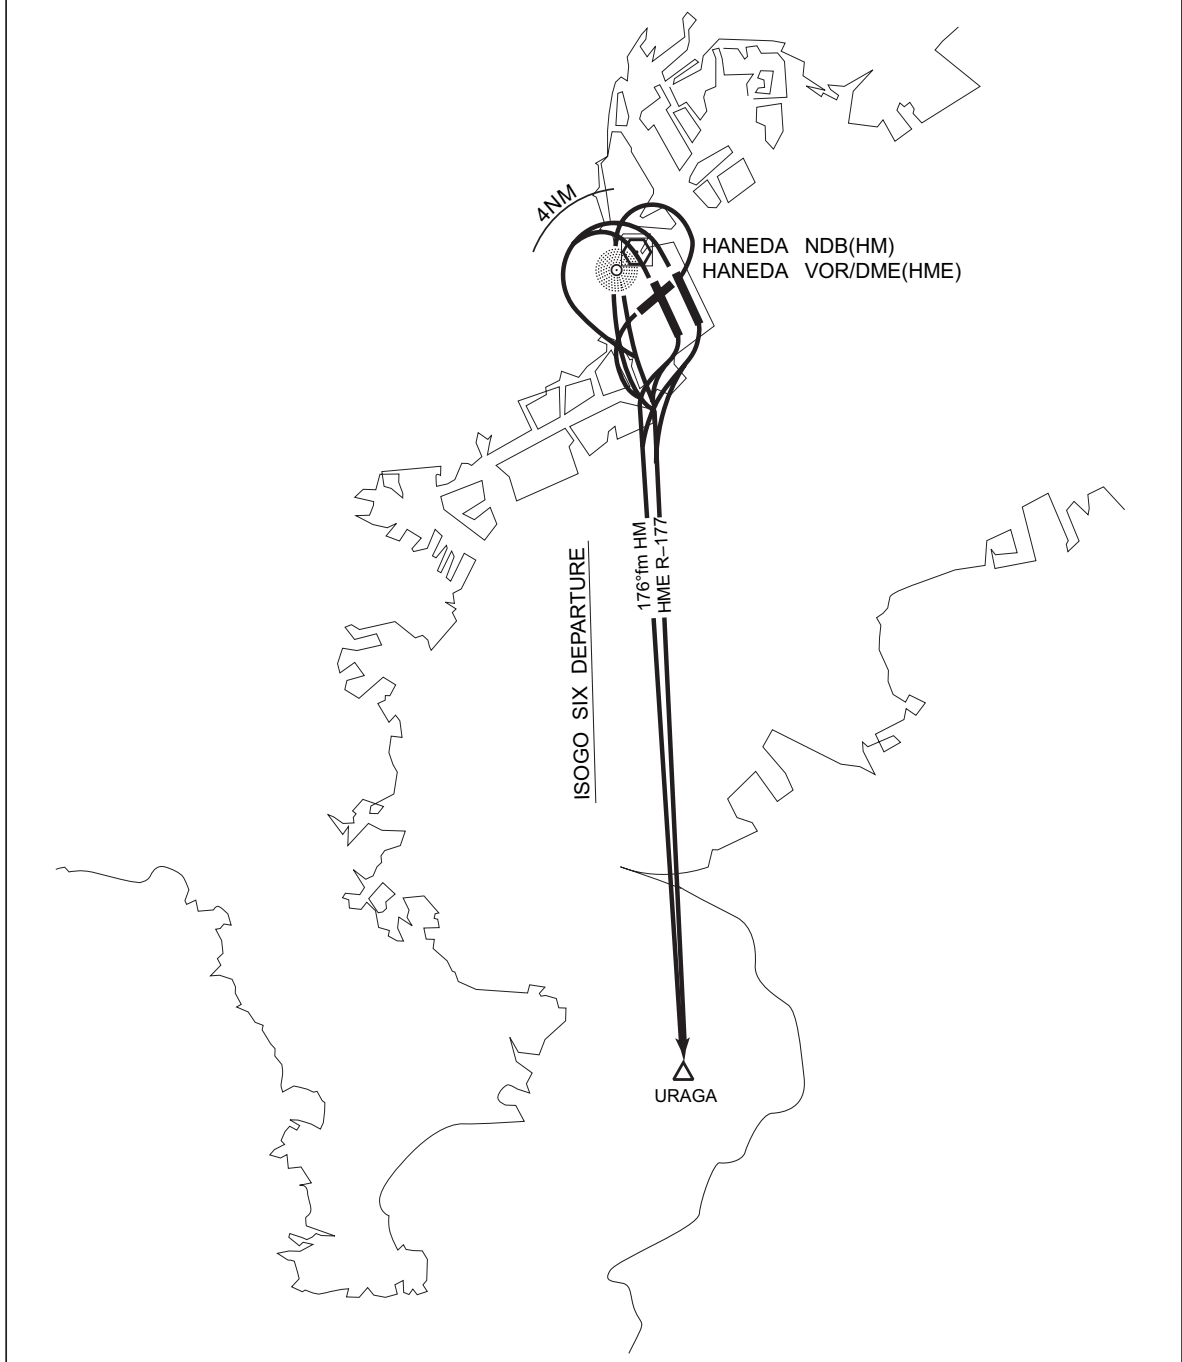 4NM
HANEDA NDB(HM)
HANEDA VOR/DME(HME)
176°fm HM
HME R–177
ISOGO SIX DEPARTURE
URAGA